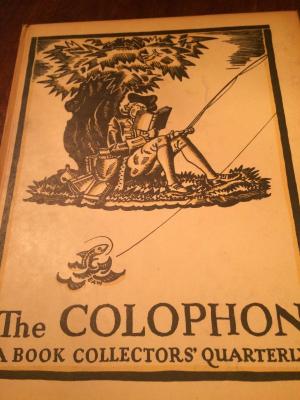 The COLOPHON
A BOOK COLLECTORS' QUARTERLY